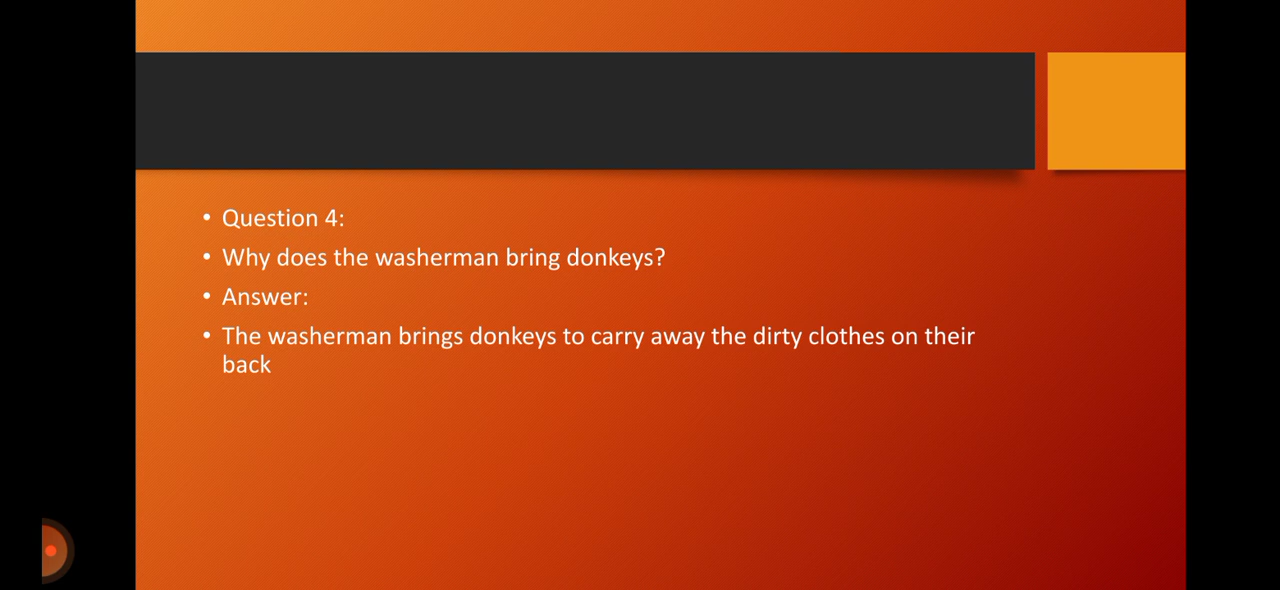 • Question 4:
• Why does the washerman bring donkeys?
• Answer:
• The washerman brings donkeys to carry away the dirty clothes on their
back